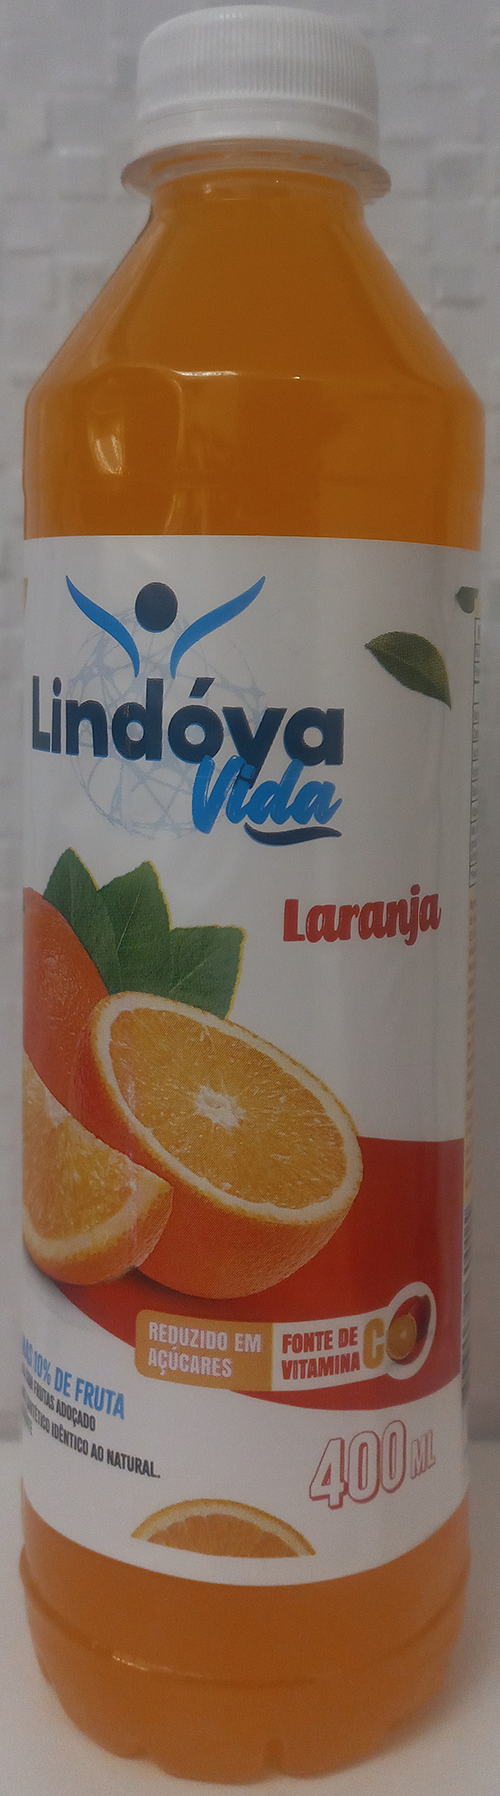 Lindóya
Vida
Laranja
REDUZIDO EM
AÇÚCARES
FONTE DE
VITAMINA C
10% DE FRUTA
FRUTAS ADOÇADO
IDÊNTICO AO NATURAL.
400 ML